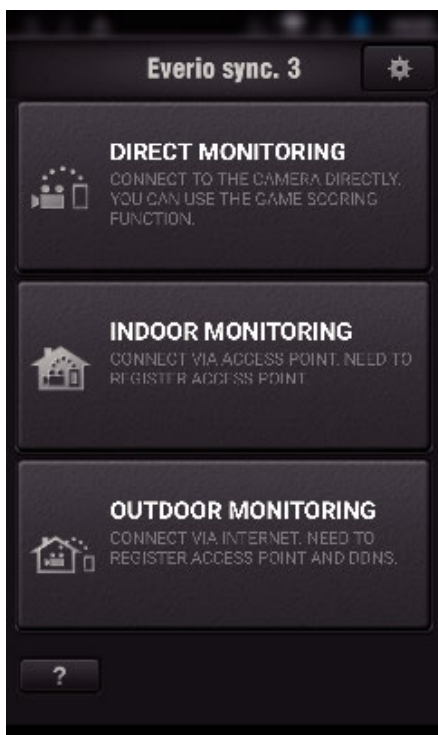 Everio sync. 3
DIRECT MONITORING
CONNECT TO THE CAMERA DIRECTLY.
YOU CAN USE THE GAME SCORING
FUNCTION.
INDOOR MONITORING
CONNECT VIA ACCESS POINT. NEED TO
REGISTER ACCESS POINT.
OUTDOOR MONITORING
CONNECT VIA INTERNET. NEED TO
REGISTER ACCESS POINT AND DDNS.
?